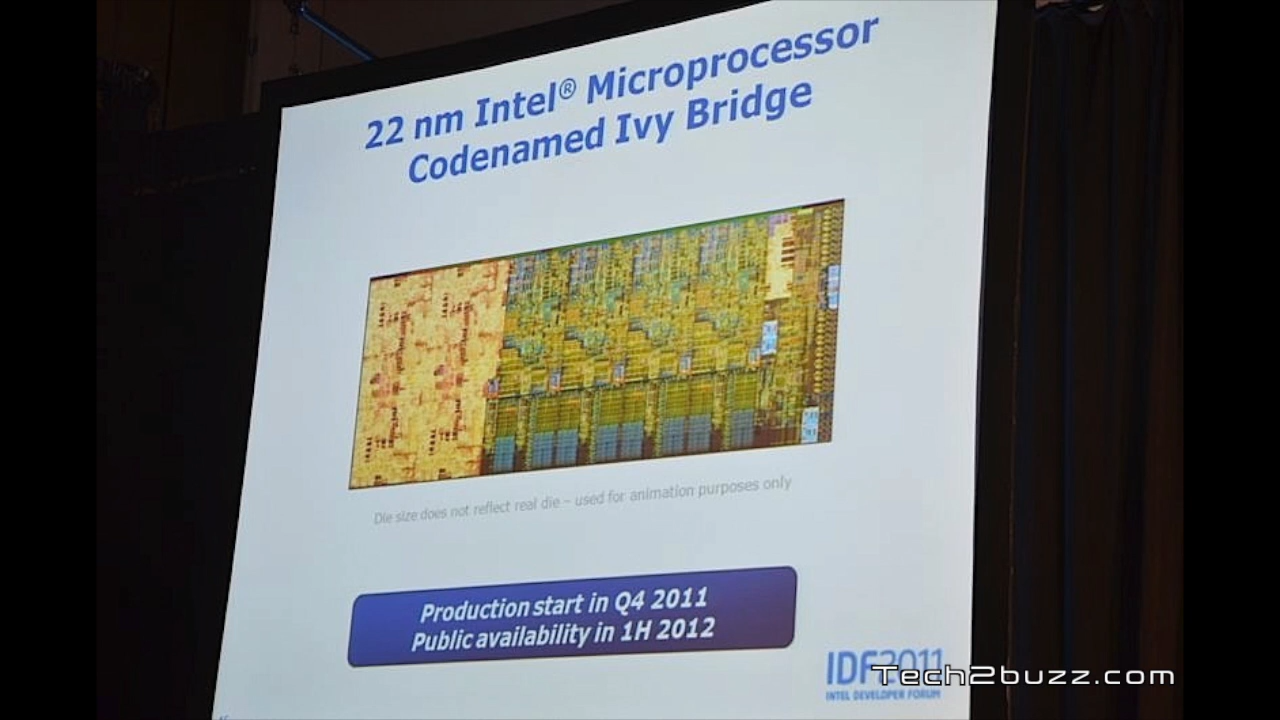 22 nm Intel® Microprocessor
Codenamed Ivy Bridge
Die size does not reflect real die – used for animation purposes only
Production start in Q4 2011
Public availability in 1H 2012
IDF2011
INTEL DEVELOPER FORUM
Tech2buzz.com